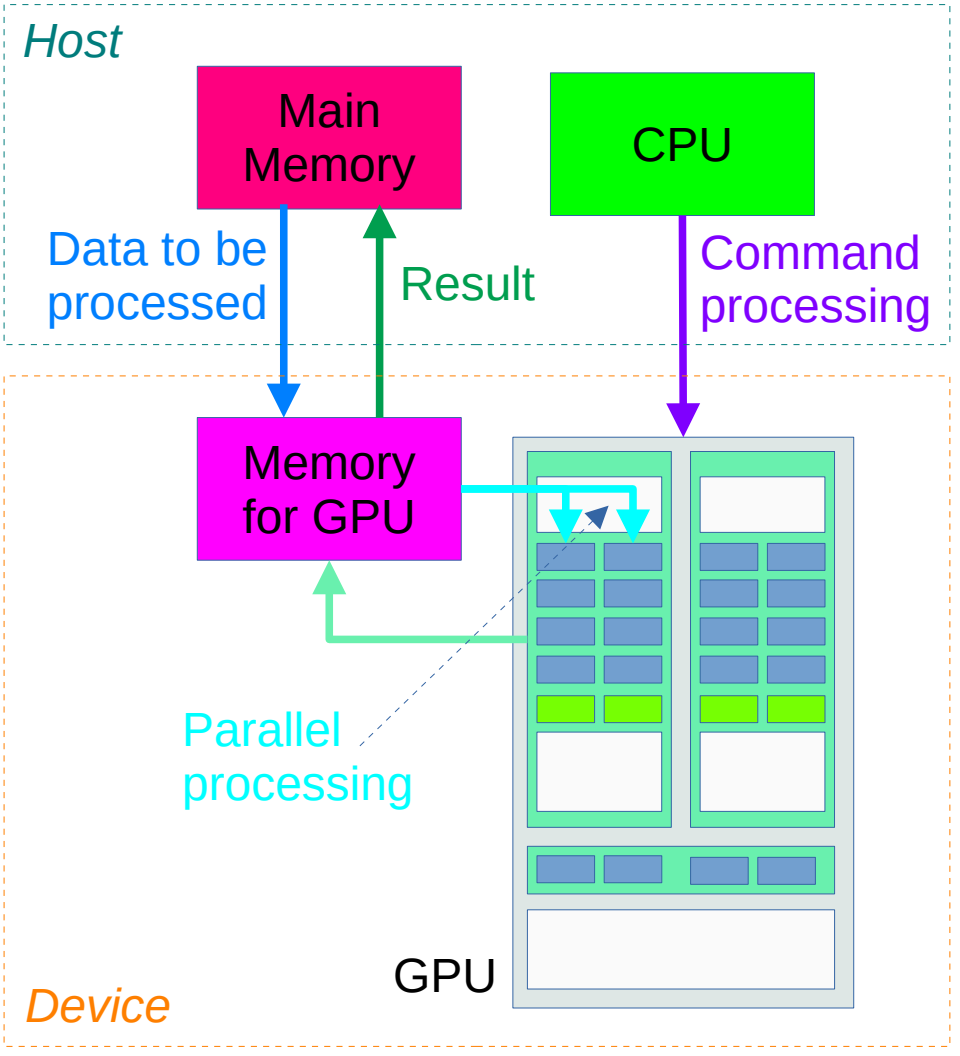 Host
Main
Memory
CPU
Data to be
processed
Result
Command
processing
Memory
for GPU
Parallel
processing
GPU
Device